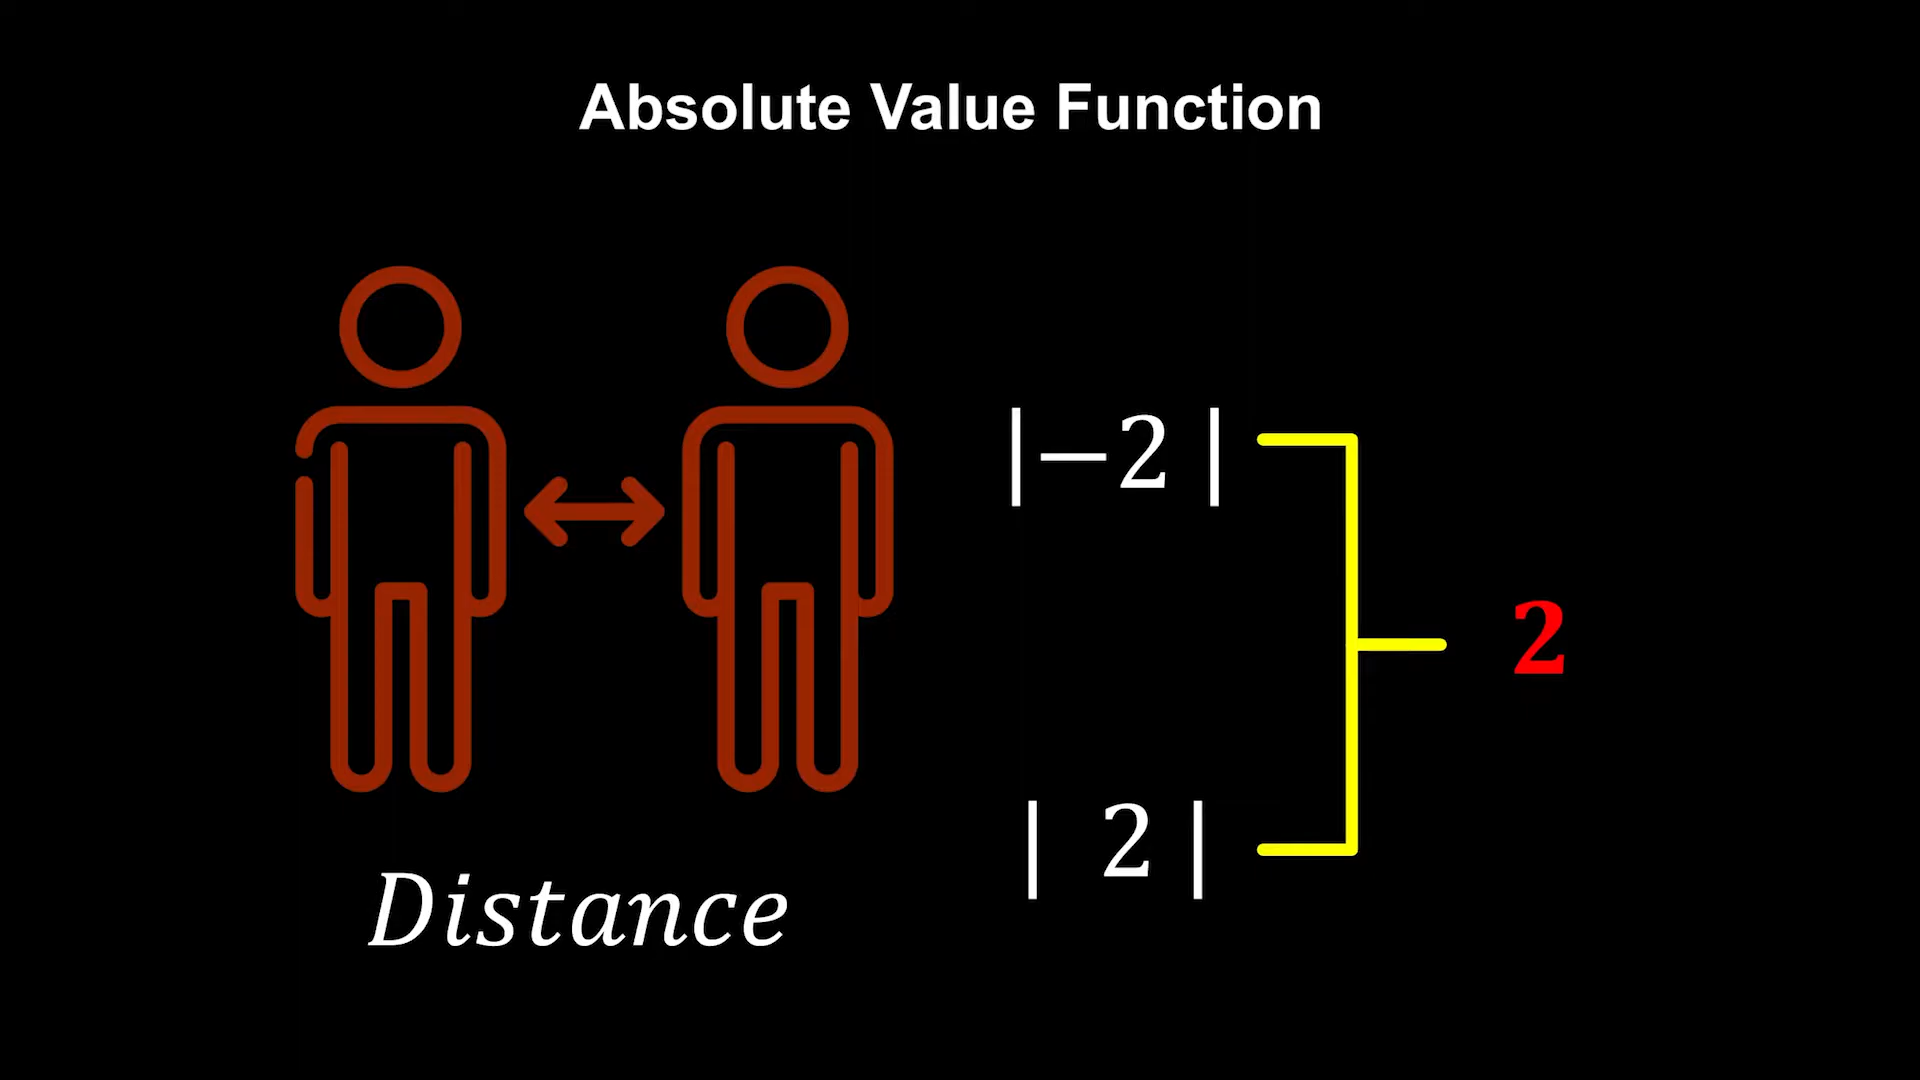 Absolute Value Function
|−2 |
2
| 2 |
Distance